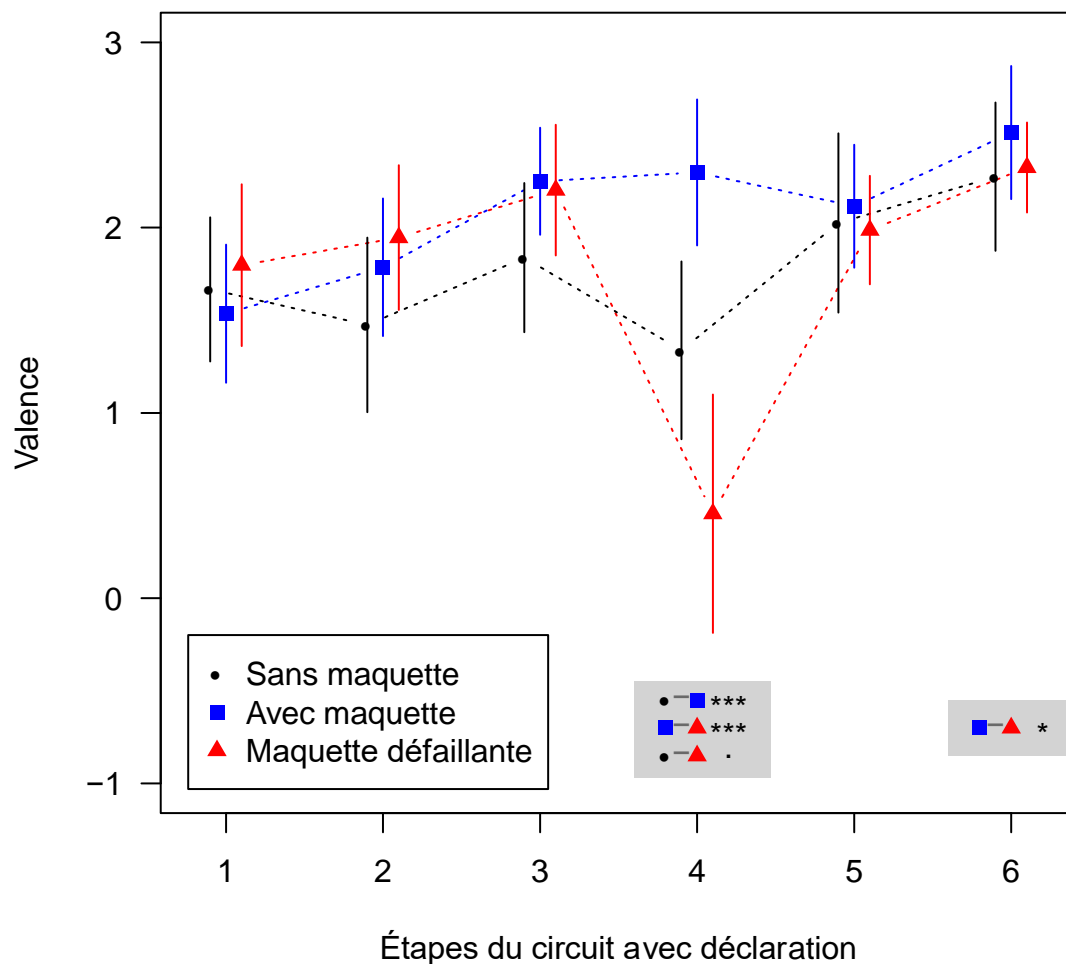 3
2
1
0
−1
Valence
Sans maquette
Avec maquette
Maquette défaillante
***
***
.
*
1 2 3 4 5 6
Étapes du circuit avec déclaration